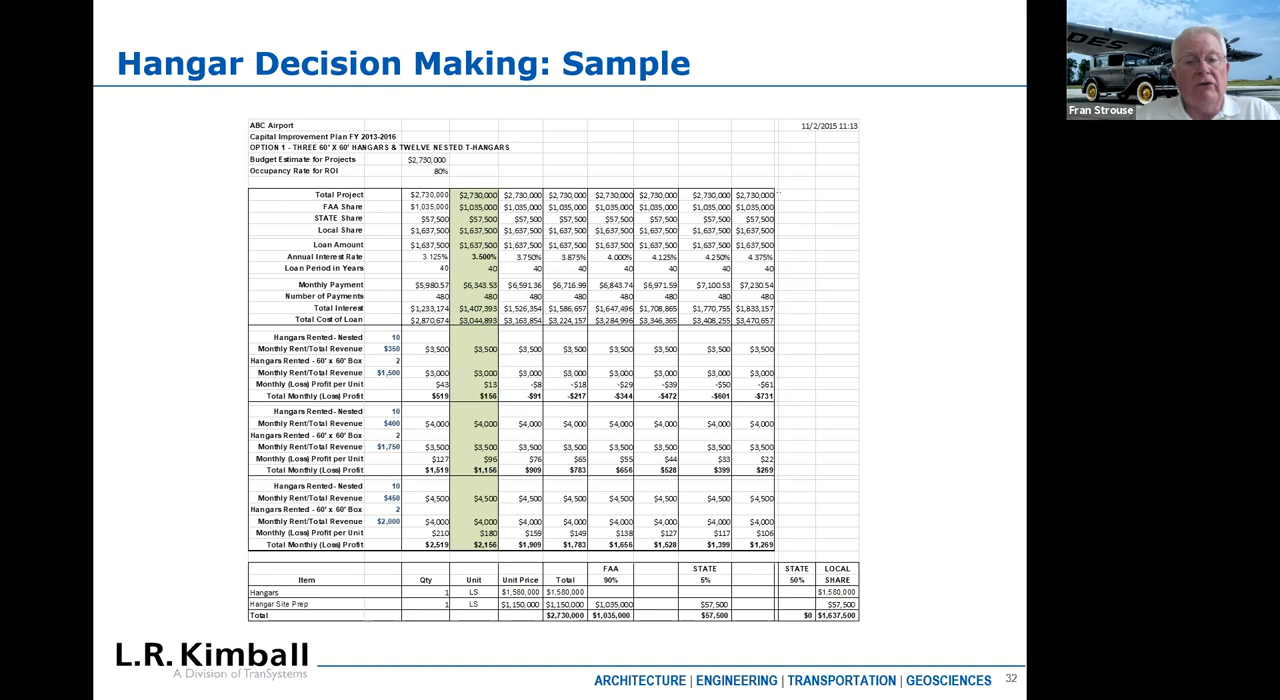 Hangar Decision Making: Sample
DES
Fran Strouse
ABC Airport 11/2/2015 11:13
Capital Improvement Plan FY 2013-2016
OPTION 1 - THREE 60' X 60' HANGARS & TWELVE NESTED T-HANGARS
Budget Estimate for Projects $2,730,000
Occupancy Rate for ROI 80%
Total Project $2,730,000 $2,730,000 $2,730,000 $2,730,000 $2,730,000 $2,730,000 $2,730,000 $2,730,000
FAA Share $1,035,000 $1,035,000 $1,035,000 $1,035,000 $1,035,000 $1,035,000 $1,035,000 $1,035,000
STATE Share $57,500 $57,500 $57,500 $57,500 $57,500 $57,500 $57,500 $57,500
Local Share $1,637,500 $1,637,500 $1,637,500 $1,637,500 $1,637,500 $1,637,500 $1,637,500 $1,637,500
Loan Amount $1,637,500 $1,637,500 $1,637,500 $1,637,500 $1,637,500 $1,637,500 $1,637,500 $1,637,500
Annual Interest Rate 3.125% 3.500% 3.750% 3.875% 4.000% 4.125% 4.250% 4.375%
Loan Period in Years 40 40 40 40 40 40 40 40
Monthly Payment $5,980.57 $6,343.53 $6,591.36 $6,716.99 $6,843.74 $6,971.59 $7,100.53 $7,230.54
Number of Payments 480 480 480 480 480 480 480 480
Total Interest $1,233,174 $1,407,393 $1,526,354 $1,586,657 $1,647,496 $1,708,865 $1,770,755 $1,833,157
Total Cost of Loan $2,870,674 $3,044,893 $3,163,854 $3,224,157 $3,284,996 $3,346,365 $3,408,255 $3,470,657
Hangars Rented- Nested 10
Monthly Rent/Total Revenue $350 $3,500 $3,500 $3,500 $3,500 $3,500 $3,500 $3,500 $3,500
Hangars Rented - 60' x 60' Box 2
Monthly Rent/Total Revenue $1,500 $3,000 $3,000 $3,000 $3,000 $3,000 $3,000 $3,000 $3,000
Monthly (Loss) Profit per Unit $43 $13 -$8 -$18 -$29 -$39 -$50 -$61
Total Monthly (Loss) Profit $519 $156 -$91 -$217 -$344 -$472 -$601 -$731
Hangars Rented- Nested 10
Monthly Rent/Total Revenue $400 $4,000 $4,000 $4,000 $4,000 $4,000 $4,000 $4,000 $4,000
Hangars Rented - 60' x 60' Box 2
Monthly Rent/Total Revenue $1,750 $3,500 $3,500 $3,500 $3,500 $3,500 $3,500 $3,500 $3,500
Monthly (Loss) Profit per Unit $127 $96 $76 $65 $55 $44 $33 $22
Total Monthly (Loss) Profit $1,519 $1,156 $909 $783 $656 $528 $399 $269
Hangars Rented- Nested 10
Monthly Rent/Total Revenue $450 $4,500 $4,500 $4,500 $4,500 $4,500 $4,500 $4,500 $4,500
Hangars Rented - 60' x 60' Box 2
Monthly Rent/Total Revenue $2,000 $4,000 $4,000 $4,000 $4,000 $4,000 $4,000 $4,000 $4,000
Monthly (Loss) Profit per Unit $210 $180 $159 $149 $138 $127 $117 $106
Total Monthly (Loss) Profit $2,519 $2,156 $1,909 $1,783 $1,656 $1,528 $1,399 $1,269
FAA STATE STATE LOCAL
Item Qty Unit Unit Price Total 90% 5% 50% SHARE
Hangars 1 LS $1,580,000 $1,580,000 $1,580,000
Hangar Site Prep 1 LS $1,150,000 $1,150,000 $1,035,000 $57,500 $57,500
Total $2,730,000 $1,035,000 $57,500 $0 $1,637,500
L.R. Kimball
A Division of TranSystems
ARCHITECTURE | ENGINEERING | TRANSPORTATION | GEOSCIENCES 32